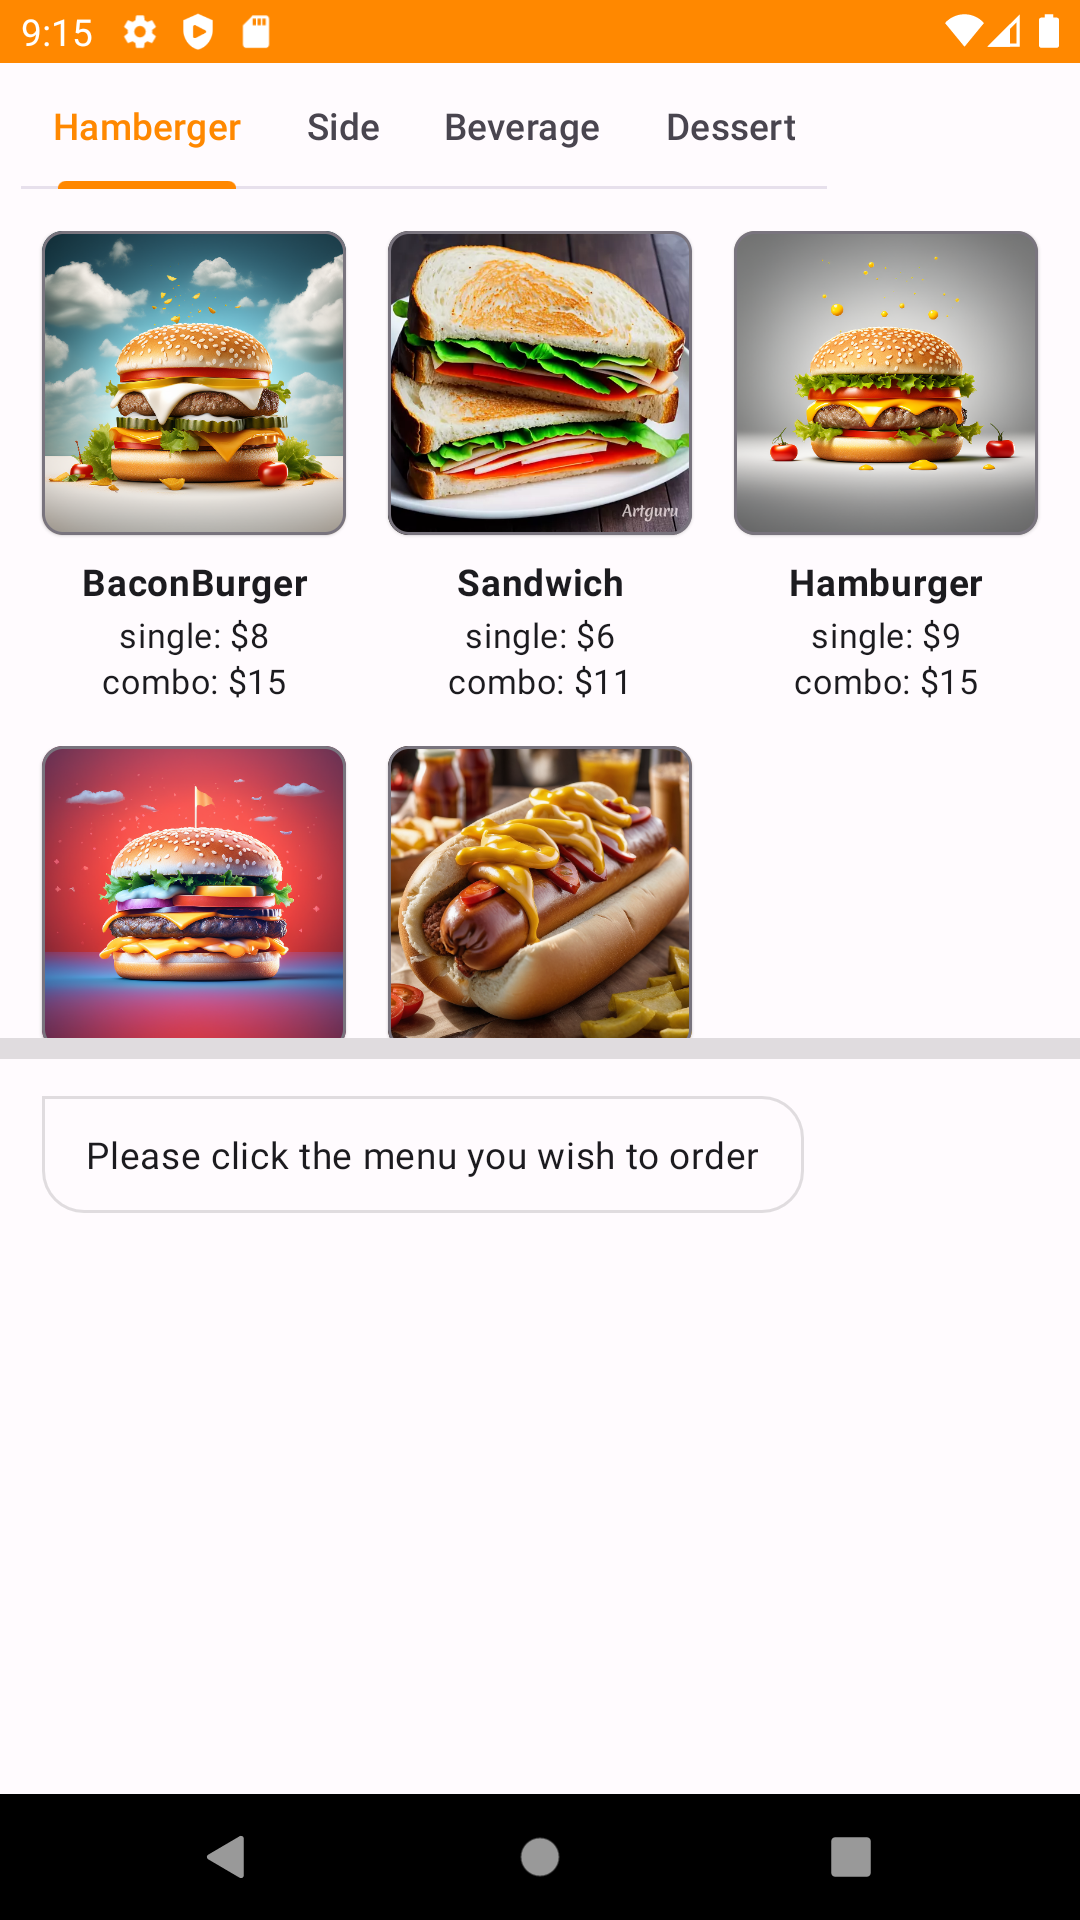 9:15
Hamberger Side Beverage Dessert
Artguru
BaconBurger Sandwich Hamburger
single: $8 single: $6 single: $9
combo: $15 combo: $11 combo: $15
Please click the menu you wish to order